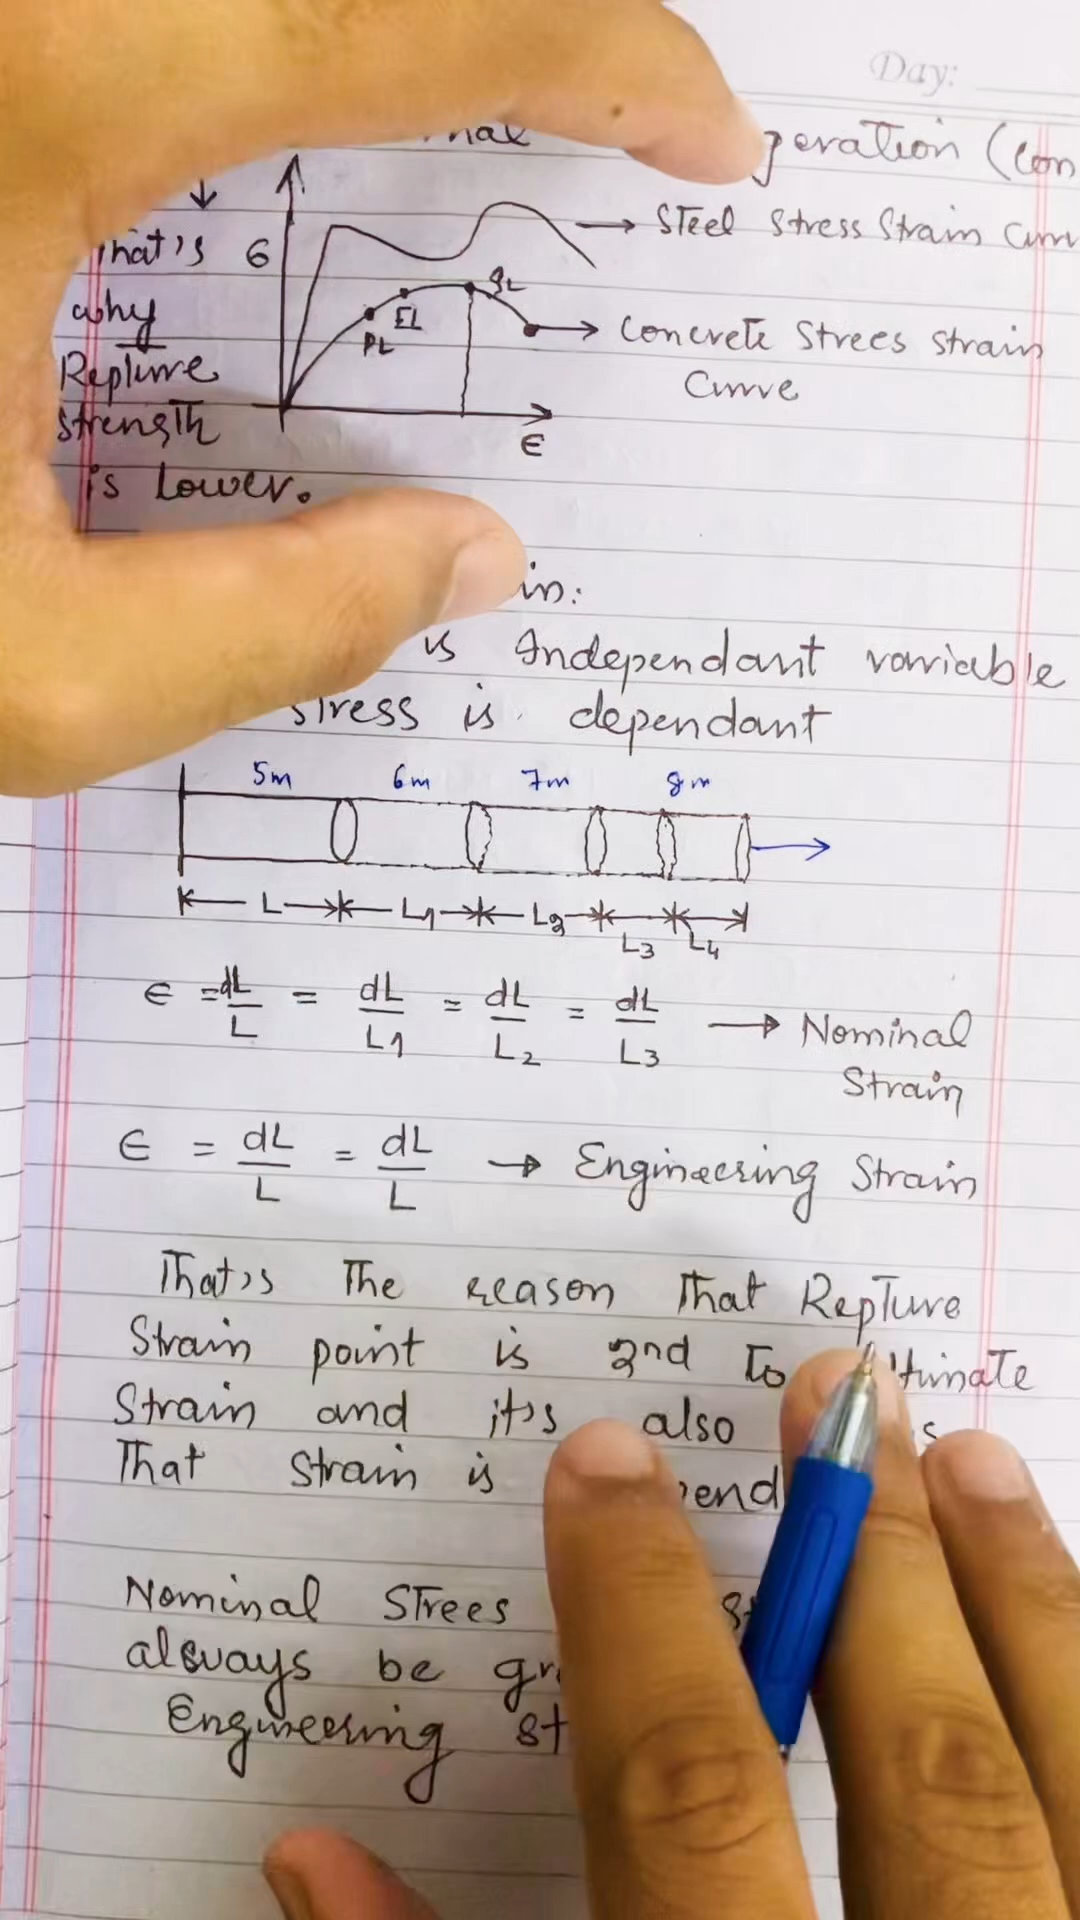 Day:
(Con
→ Steel Stress Strain Curv
That's 6
why
EL
PL
→ Concrete Strees Strain
Curve
Repture
strength
ϵ
is Lower.
is Independant variable
stress is dependant
5m 6m 7m 8m
L L1 L2 L3 L4
ϵ = dL/L = dL/L1 = dL/L2 = dL/L3 → Nominal
Strain
ϵ = dL/L = dL/L → Engineering Strain
That's The reason That Repture
Strain point is 2nd To
Strain and it's also
That Strain is
Nominal Strees
always be
Engineering